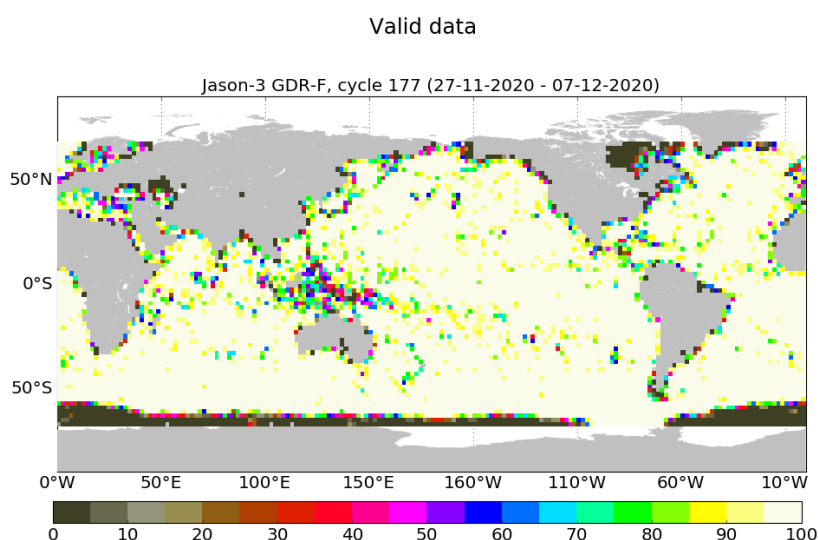 Valid data
Jason-3 GDR-F, cycle 177 (27-11-2020 - 07-12-2020)
50°N
0°S
50°S
0°W 50°E 100°E 150°E 160°W 110°W 60°W 10°W
0 10 20 30 40 50 60 70 80 90 100